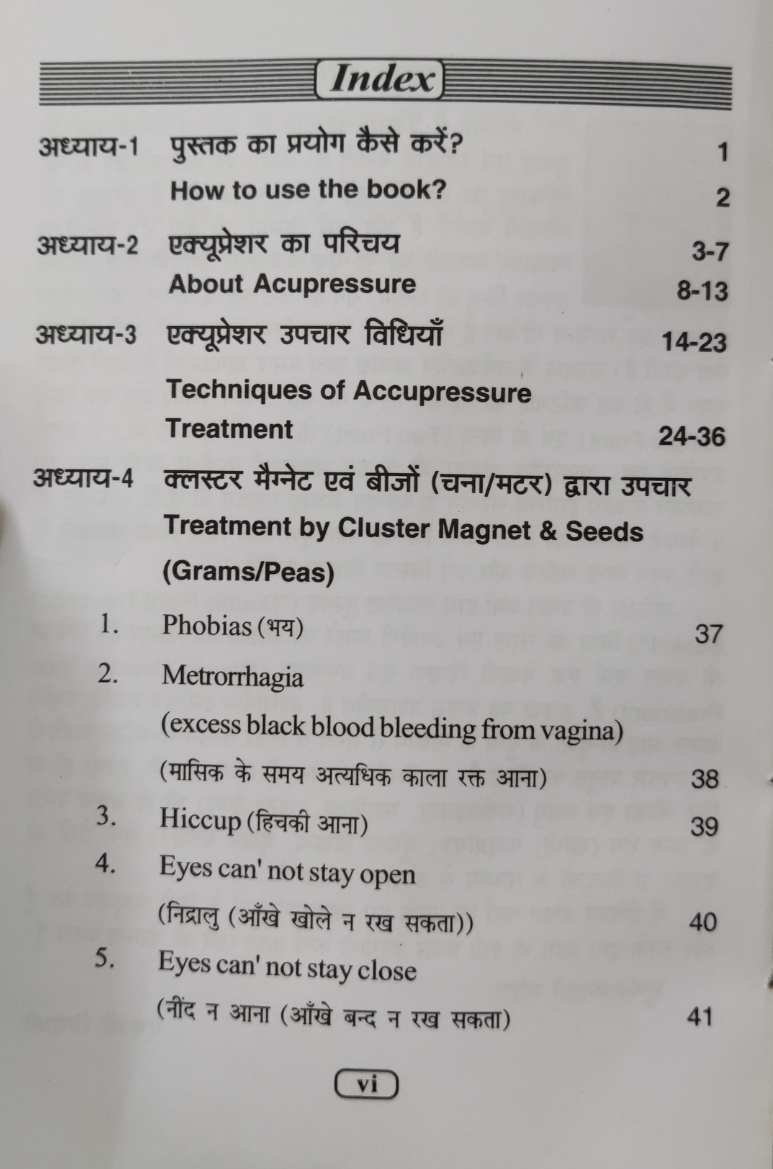 Index
अध्याय-1 पुस्तक का प्रयोग कैसे करें? 1
How to use the book? 2
अध्याय-2 एक्यूप्रेशर का परिचय 3-7
About Acupressure 8-13
अध्याय-3 एक्यूप्रेशर उपचार विधियाँ 14-23
Techniques of Accupressure
Treatment 24-36
अध्याय-4 क्लस्टर मैग्नेट एवं बीजों (चना/मटर) द्वारा उपचार
Treatment by Cluster Magnet & Seeds
(Grams/Peas)
1. Phobias (भय) 37
2. Metrorrhagia
(excess black blood bleeding from vagina)
(मासिक के समय अत्यधिक काला रक्त आना) 38
3. Hiccup (हिचकी आना) 39
4. Eyes can' not stay open
(निद्रालु (आँखे खोले न रख सकता)) 40
5. Eyes can' not stay close
(नींद न आना (आँखे बन्द न रख सकता) 41
vi